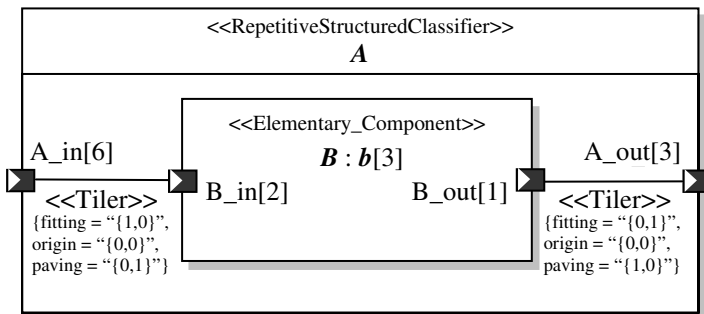 <<RepetitiveStructuredClassifier>>
A
<<Elementary_Component>>
B : b[3]
A_in[6]
A_out[3]
B_in[2]
B_out[1]
<<Tiler>>
{fitting = “{1,0}”,
origin = “{0,0}”,
paving = “{0,1}”}
<<Tiler>>
{fitting = “{0,1}”,
origin = “{0,0}”,
paving = “{1,0}”}